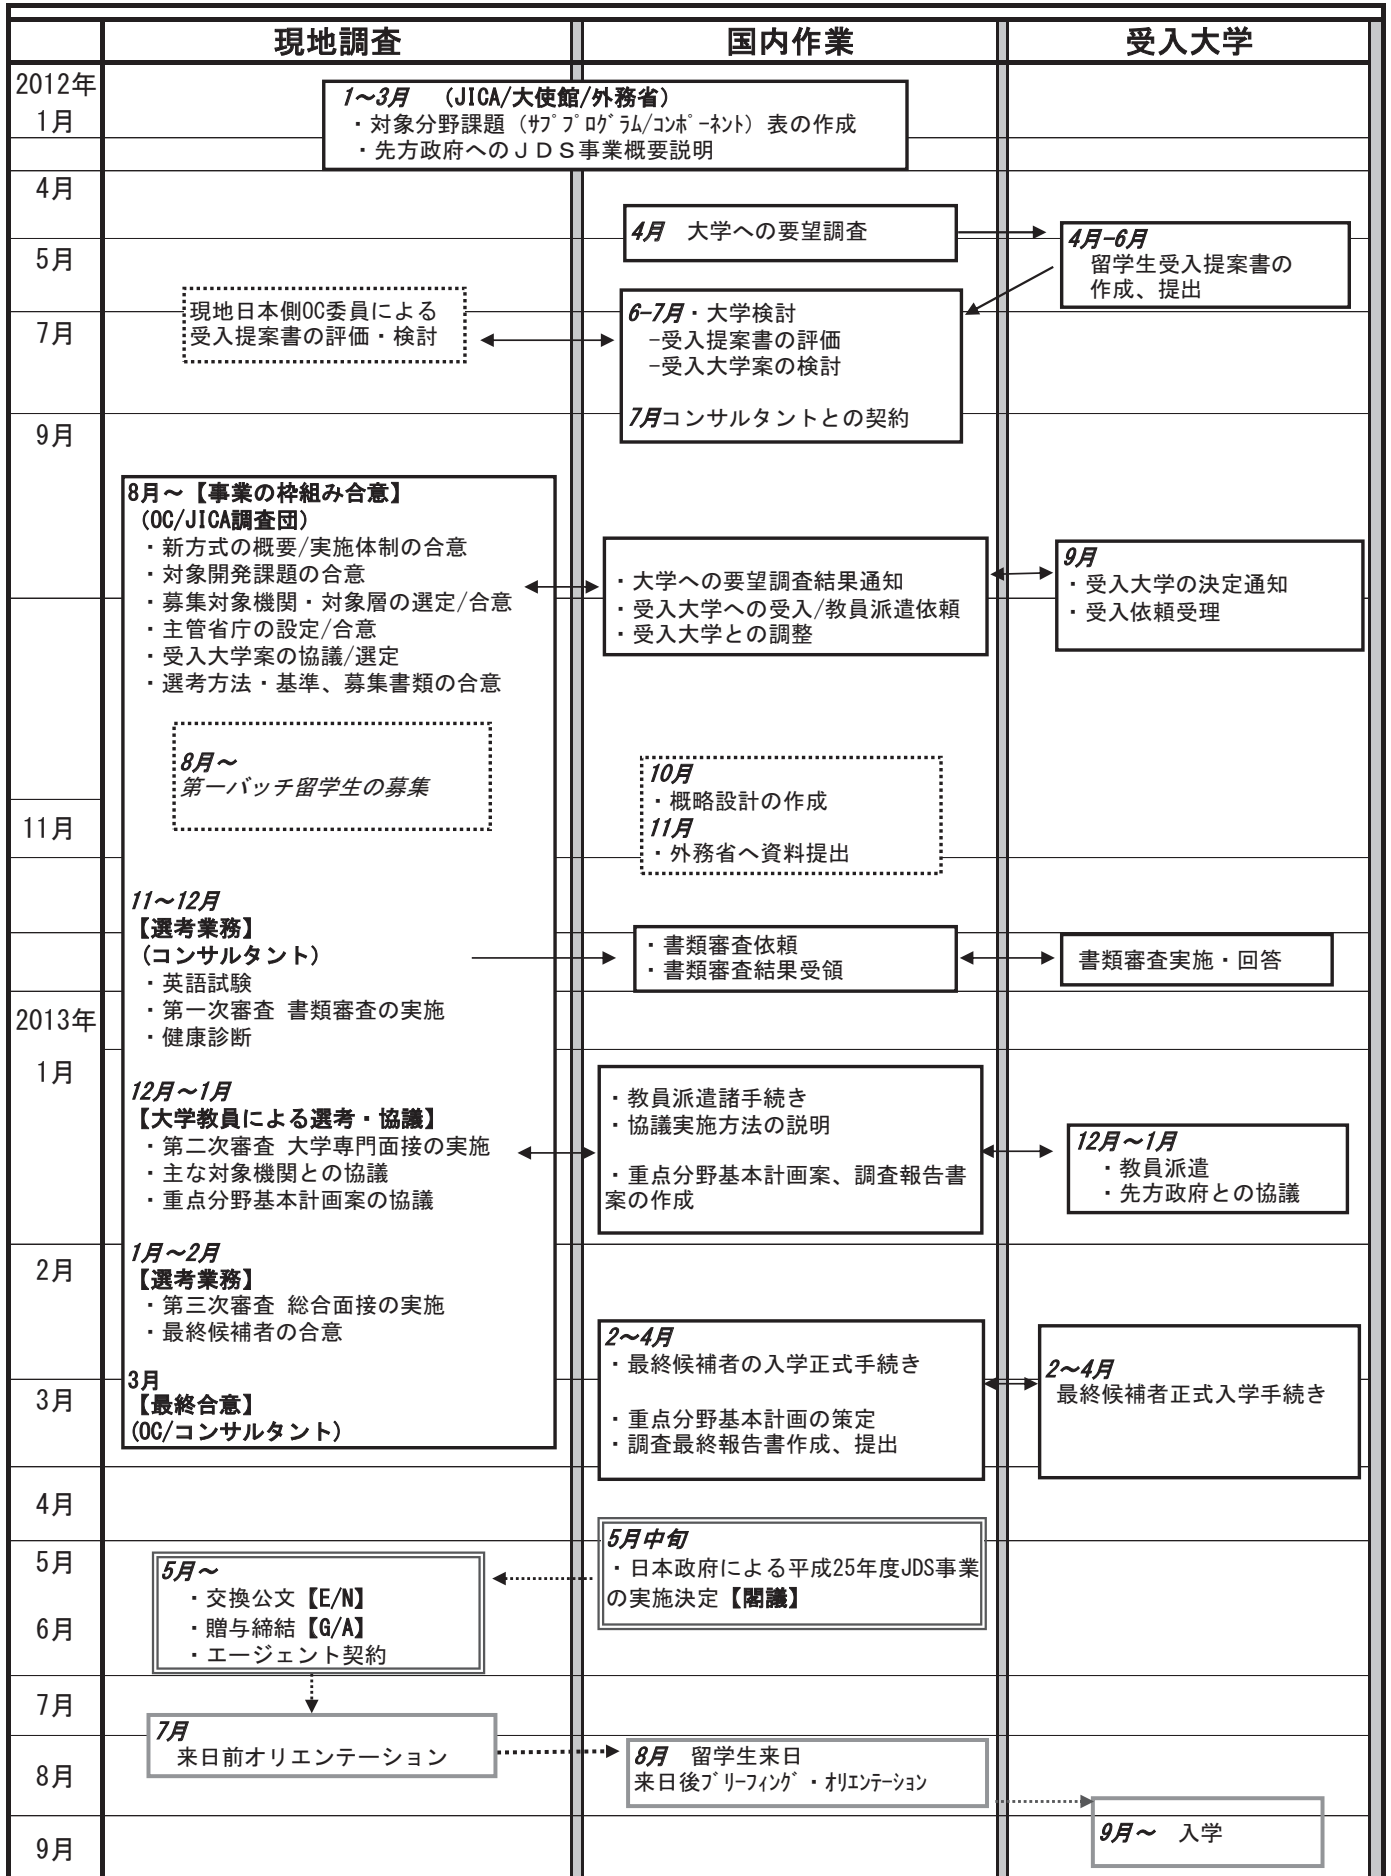 現地調査
国内作業
受入大学
2012年
1月
1～3月 (JICA/大使館/外務省)
・対象分野課題（ｻﾌﾞﾌﾟﾛｸﾞﾗﾑ/ｺﾝﾎﾟｰﾈﾝﾄ）表の作成
・先方政府へのＪＤＳ事業概要説明
4月
4月 大学への要望調査
4月-6月
留学生受入提案書の
作成、提出
5月
現地日本側OC委員による
受入提案書の評価・検討
6-7月・大学検討
-受入提案書の評価
-受入大学案の検討
7月コンサルタントとの契約
7月
9月
8月～【事業の枠組み合意】
(OC/JICA調査団)
・新方式の概要/実施体制の合意
・対象開発課題の合意
・募集対象機関・対象層の選定/合意
・主管省庁の設定/合意
・受入大学案の協議/選定
・選考方法・基準、募集書類の合意
・大学への要望調査結果通知
・受入大学への受入/教員派遣依頼
・受入大学との調整
9月
・受入大学の決定通知
・受入依頼受理
8月～
第一バッチ留学生の募集
10月
・概略設計の作成
11月
・外務省へ資料提出
11月
11～12月
【選考業務】
(コンサルタント)
・英語試験
・第一次審査 書類審査の実施
・健康診断
・書類審査依頼
・書類審査結果受領
書類審査実施・回答
2013年
1月
12月～1月
【大学教員による選考・協議】
・第二次審査 大学専門面接の実施
・主な対象機関との協議
・重点分野基本計画案の協議
・教員派遣諸手続き
・協議実施方法の説明
・重点分野基本計画案、調査報告書
案の作成
12月～1月
・教員派遣
・先方政府との協議
2月
1月～2月
【選考業務】
・第三次審査 総合面接の実施
・最終候補者の合意
2～4月
・最終候補者の入学正式手続き
・重点分野基本計画の策定
・調査最終報告書作成、提出
2～4月
最終候補者正式入学手続き
3月
3月
【最終合意】
(OC/コンサルタント)
4月
5月
6月
5月中旬
・日本政府による平成25年度JDS事業
の実施決定【閣議】
5月～
・交換公文【E/N】
・贈与締結【G/A】
・エージェント契約
7月
7月
来日前オリエンテーション
8月
8月 留学生来日
来日後ﾌﾞﾘｰﾌｨﾝｸﾞ・ｵﾘｴﾝﾃｰｼｮﾝ
9月
9月～ 入学